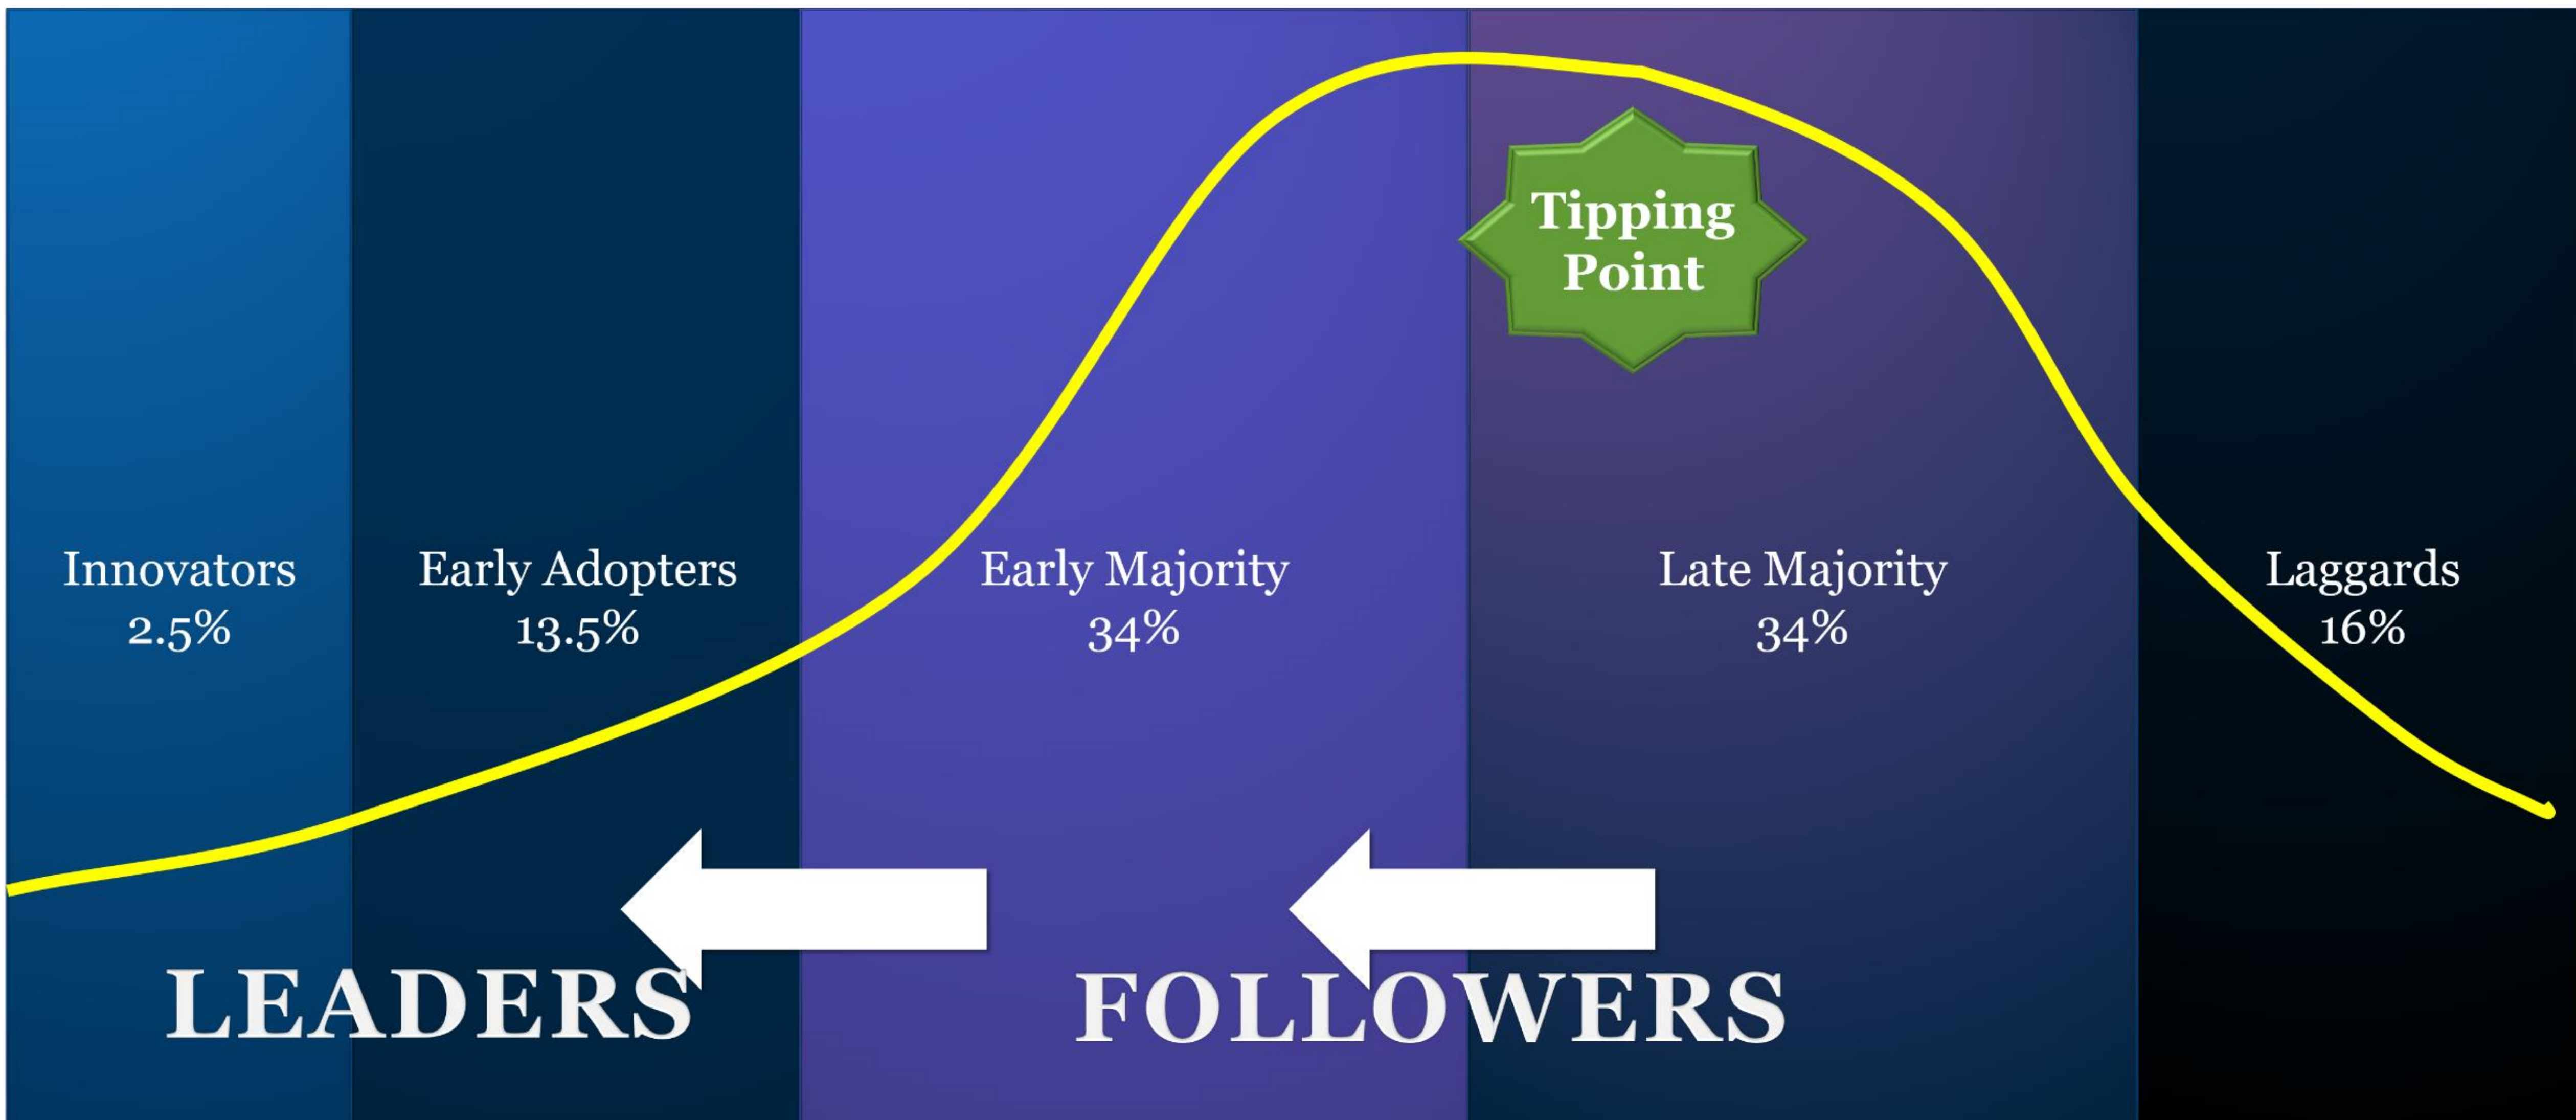 Tipping
Point
Innovators
2.5%
Early Adopters
13.5%
Early Majority
34%
Late Majority
34%
Laggards
16%
LEADERS
FOLLOWERS